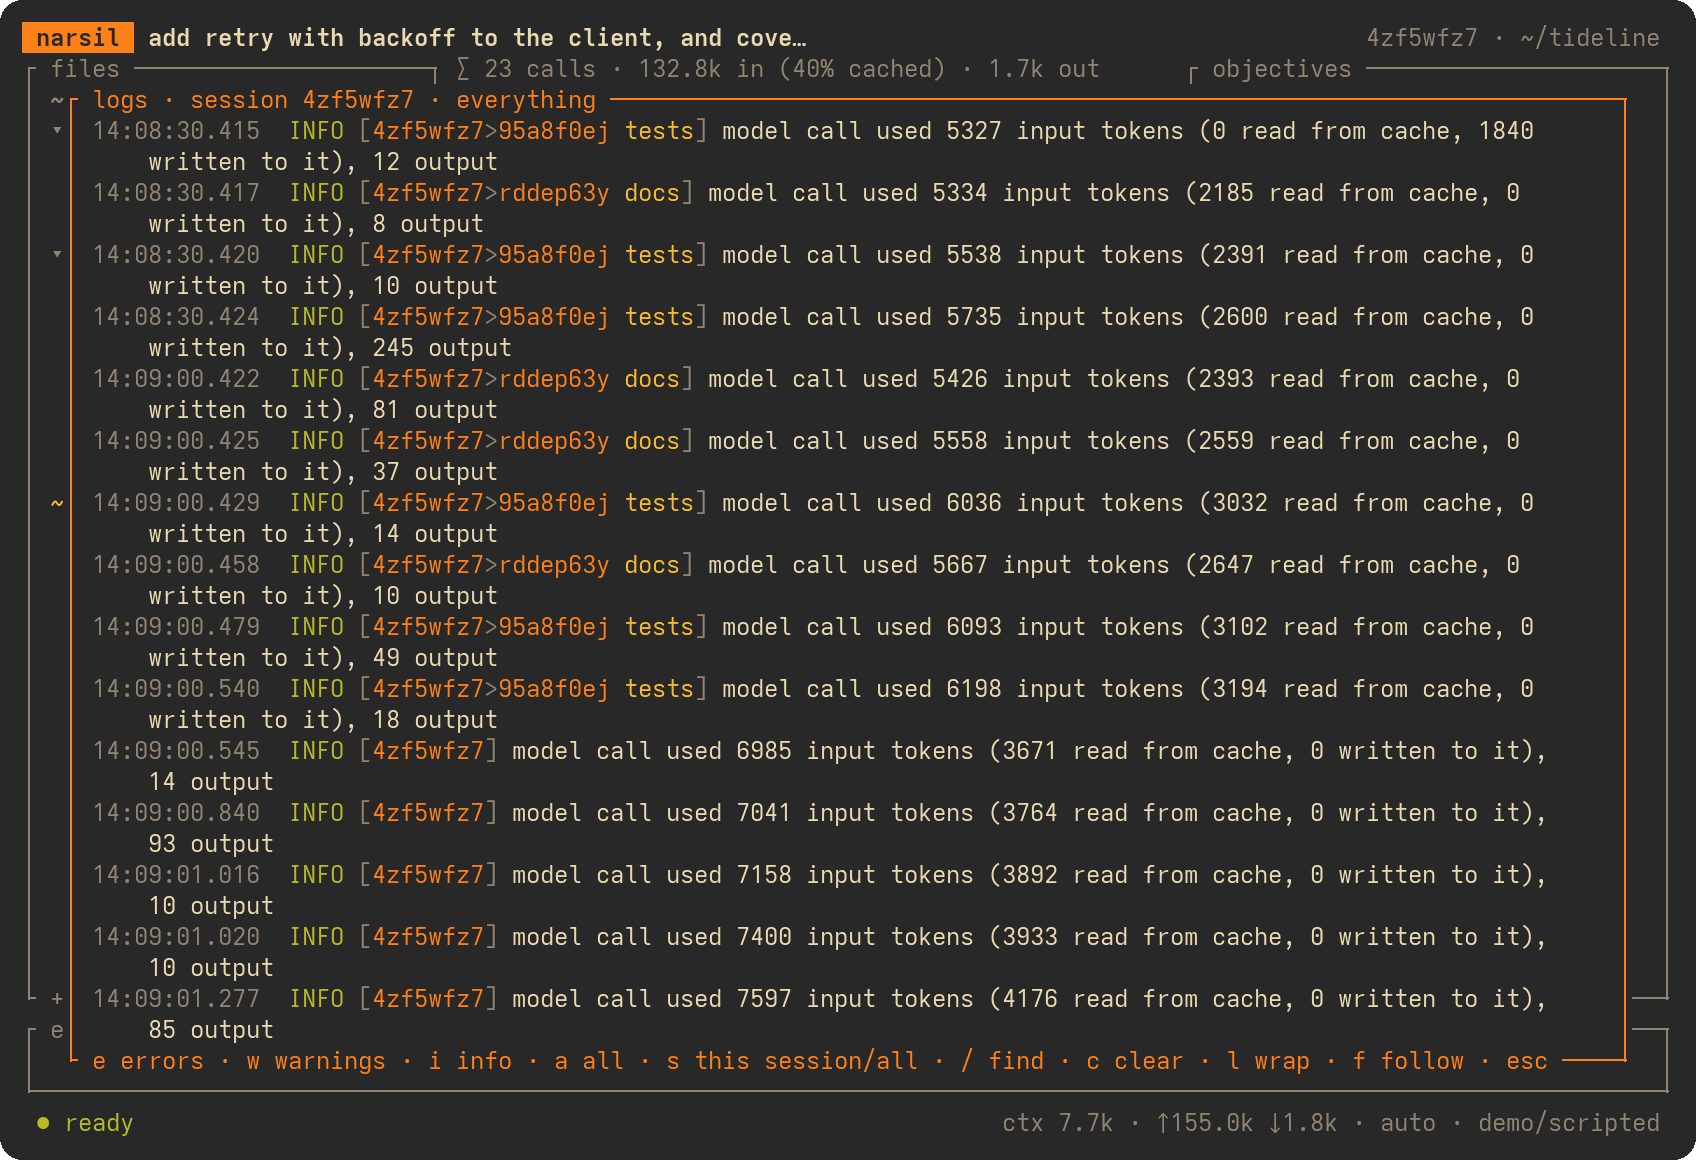 narsil add retry with backoff to the client, and cove… 4zf5wfz7 · ~/tideline
files ∑ 23 calls · 132.8k in (40% cached) · 1.7k out objectives
~ logs · session 4zf5wfz7 · everything
▾ 14:08:30.415 INFO [4zf5wfz7>95a8f0ej tests] model call used 5327 input tokens (0 read from cache, 1840
written to it), 12 output
14:08:30.417 INFO [4zf5wfz7>rddep63y docs] model call used 5334 input tokens (2185 read from cache, 0
written to it), 8 output
▾ 14:08:30.420 INFO [4zf5wfz7>95a8f0ej tests] model call used 5538 input tokens (2391 read from cache, 0
written to it), 10 output
14:08:30.424 INFO [4zf5wfz7>95a8f0ej tests] model call used 5735 input tokens (2600 read from cache, 0
written to it), 245 output
14:09:00.422 INFO [4zf5wfz7>rddep63y docs] model call used 5426 input tokens (2393 read from cache, 0
written to it), 81 output
14:09:00.425 INFO [4zf5wfz7>rddep63y docs] model call used 5558 input tokens (2559 read from cache, 0
written to it), 37 output
~ 14:09:00.429 INFO [4zf5wfz7>95a8f0ej tests] model call used 6036 input tokens (3032 read from cache, 0
written to it), 14 output
14:09:00.458 INFO [4zf5wfz7>rddep63y docs] model call used 5667 input tokens (2647 read from cache, 0
written to it), 10 output
14:09:00.479 INFO [4zf5wfz7>95a8f0ej tests] model call used 6093 input tokens (3102 read from cache, 0
written to it), 49 output
14:09:00.540 INFO [4zf5wfz7>95a8f0ej tests] model call used 6198 input tokens (3194 read from cache, 0
written to it), 18 output
14:09:00.545 INFO [4zf5wfz7] model call used 6985 input tokens (3671 read from cache, 0 written to it),
14 output
14:09:00.840 INFO [4zf5wfz7] model call used 7041 input tokens (3764 read from cache, 0 written to it),
93 output
14:09:01.016 INFO [4zf5wfz7] model call used 7158 input tokens (3892 read from cache, 0 written to it),
10 output
14:09:01.020 INFO [4zf5wfz7] model call used 7400 input tokens (3933 read from cache, 0 written to it),
10 output
+ 14:09:01.277 INFO [4zf5wfz7] model call used 7597 input tokens (4176 read from cache, 0 written to it),
e 85 output
e errors · w warnings · i info · a all · s this session/all · / find · c clear · l wrap · f follow · esc
● ready ctx 7.7k · ↑155.0k ↓1.8k · auto · demo/scripted